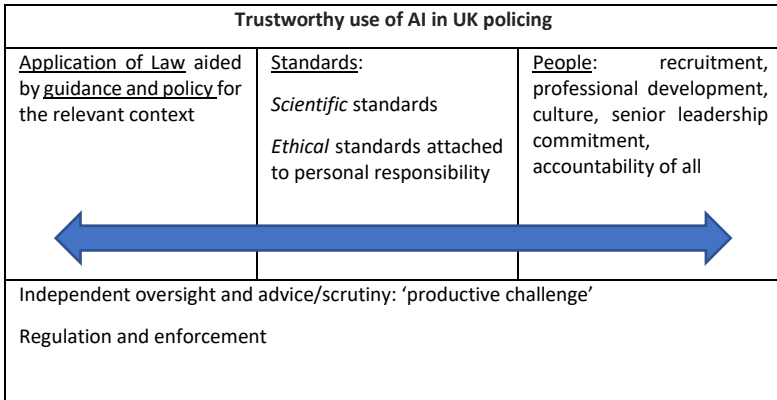 Trustworthy use of AI in UK policing
Application of Law aided
by guidance and policy for
the relevant context
Standards:
Scientific standards
Ethical standards attached
to personal responsibility
People: recruitment,
professional development,
culture, senior leadership
commitment,
accountability of all
Independent oversight and advice/scrutiny: ‘productive challenge’
Regulation and enforcement